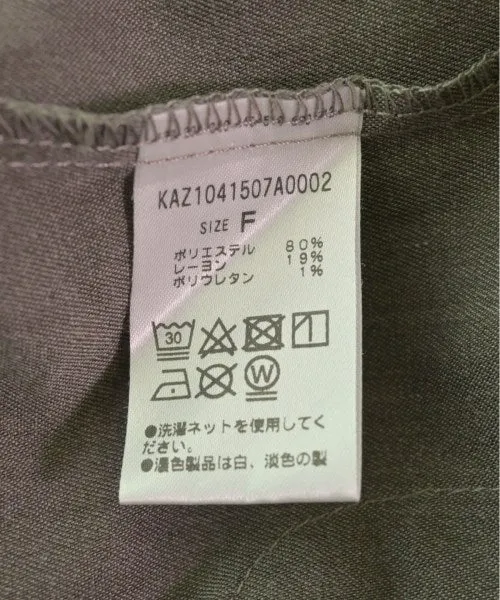 KAZ1041507A0002
SIZE F
ポリエステル 80%
レーヨン 19%
ポリウレタン 1%
30
W
●洗濯ネットを使用してく
ださい。
●濃色製品は白、淡色の製